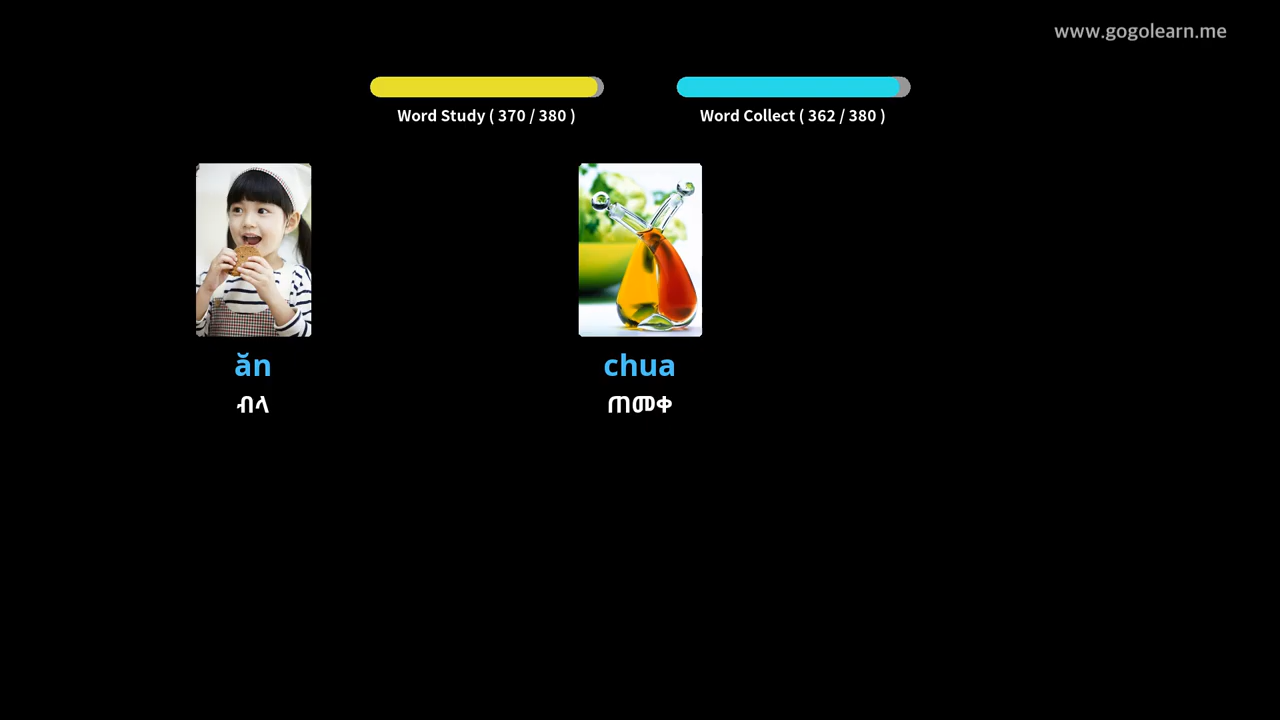 www.gogolearn.me
Word Study ( 370 / 380 )
Word Collect ( 362 / 380 )
ăn
ብላ
chua
ጠመቀ